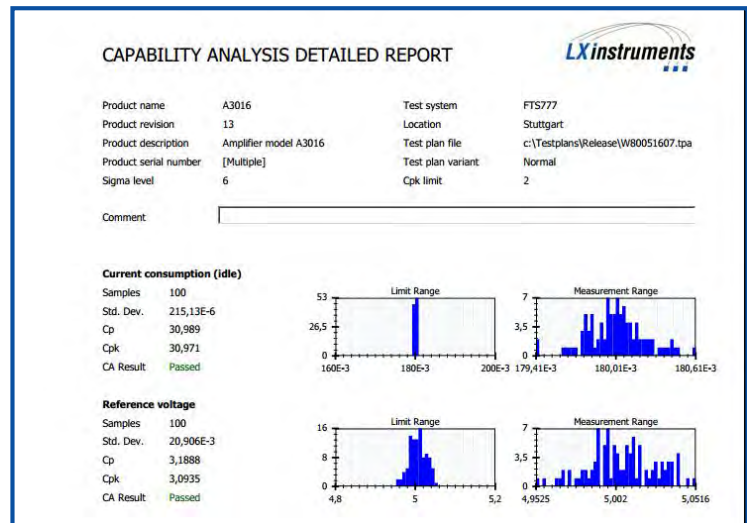 CAPABILITY ANALYSIS DETAILED REPORT
LXinstruments
Product name A3016 Test system FTS777
Product revision 13 Location Stuttgart
Product description Amplifier model A3016 Test plan file c:\Testplans\Release\W80051607.tpa
Product serial number [Multiple] Test plan variant Normal
Sigma level 6 Cpk limit 2
Comment
Current consumption (idle)
Samples 100
Std. Dev. 215,13E-6
Cp 30,989
Cpk 30,971
CA Result Passed
Limit Range
53
26,5
0
160E-3 180E-3 200E-3
Measurement Range
7
3,5
0
179,41E-3 180,01E-3 180,61E-3
Reference voltage
Samples 100
Std. Dev. 20,906E-3
Cp 3,1888
Cpk 3,0935
CA Result Passed
Limit Range
16
8
0
4,8 5 5,2
Measurement Range
7
3,5
0
4,9525 5,002 5,0516